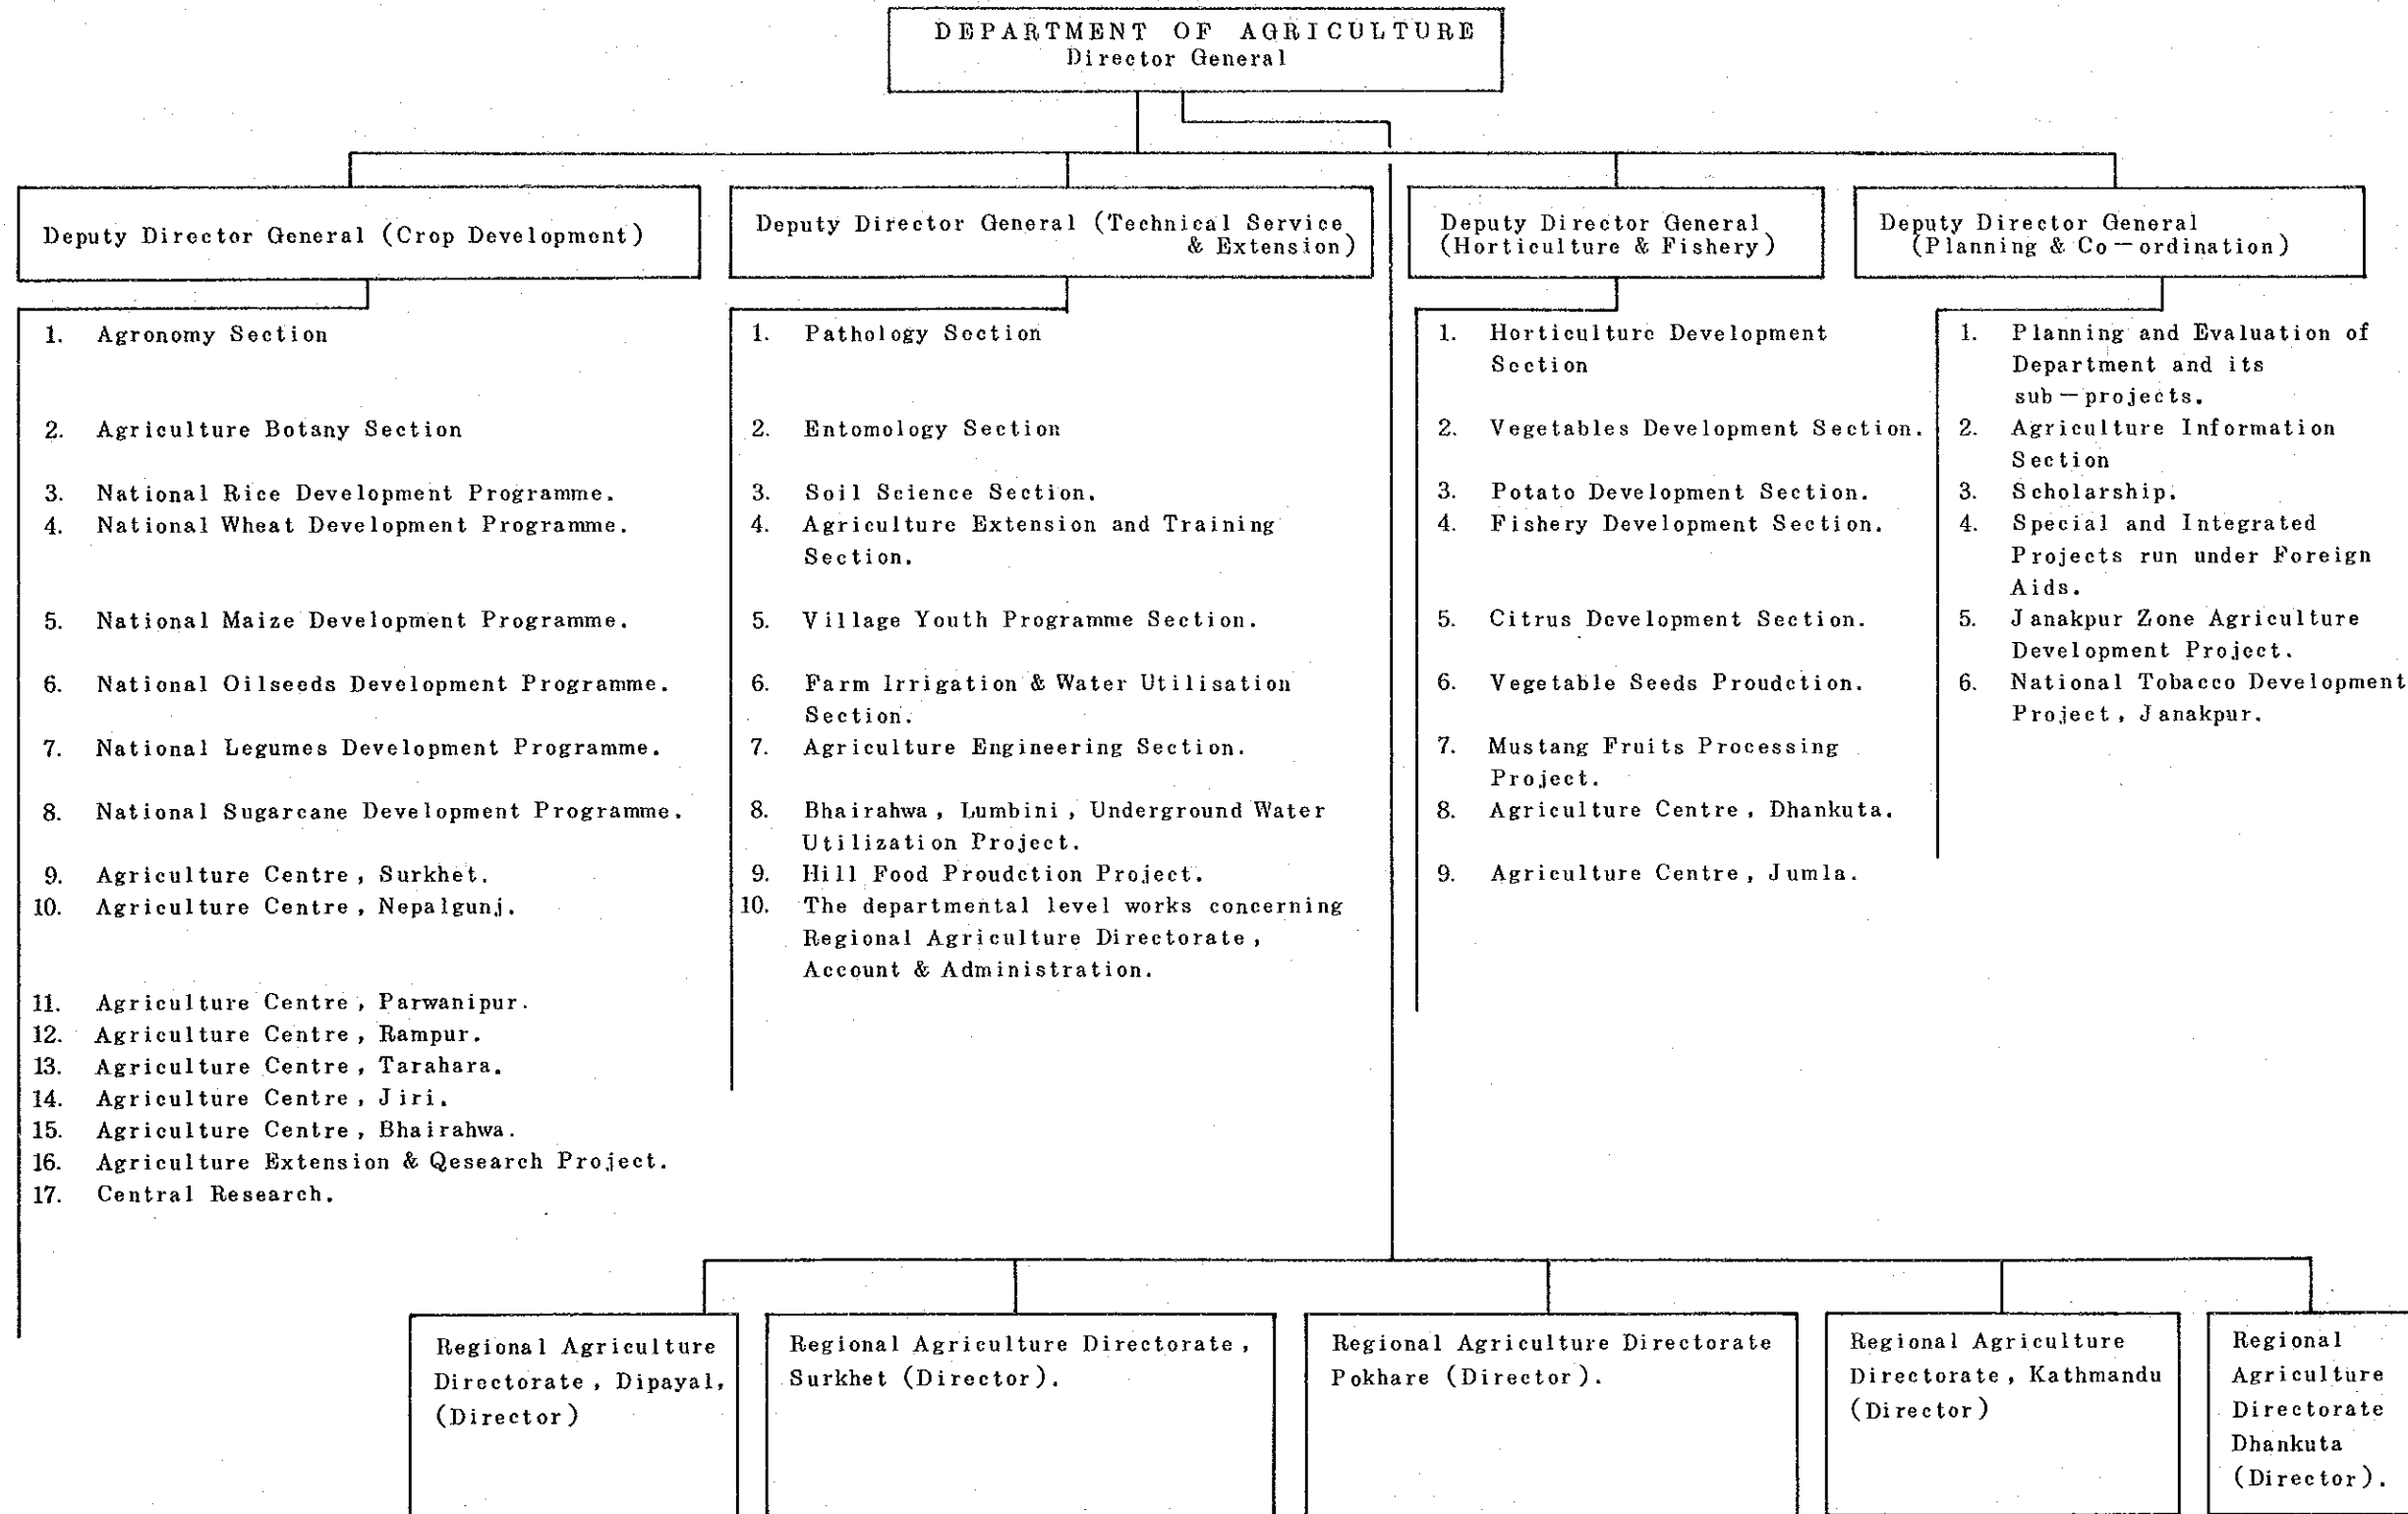 DEPARTMENT OF AGRICULTURE
Director General
Deputy Director General (Crop Development)
1. Agronomy Section
2. Agriculture Botany Section
3. National Rice Development Programme.
4. National Wheat Development Programme.
5. National Maize Development Programme.
6. National Oilseeds Development Programme.
7. National Legumes Development Programme.
8. National Sugarcane Development Programme.
9. Agriculture Centre, Surkhet.
10. Agriculture Centre, Nepalgunj.
11. Agriculture Centre, Parwanipur.
12. Agriculture Centre, Rampur.
13. Agriculture Centre, Tarahara.
14. Agriculture Centre, Jiri.
15. Agriculture Centre, Bhairahwa.
16. Agriculture Extension & Qesearch Project.
17. Central Research.
Deputy Director General (Technical Service
& Extension)
1. Pathology Section
2. Entomology Section
3. Soil Science Section.
4. Agriculture Extension and Training
Section.
5. Village Youth Programme Section.
6. Farm Irrigation & Water Utilisation
Section.
7. Agriculture Engineering Section.
8. Bhairahwa, Lumbini, Underground Water
Utilization Project.
9. Hill Food Proudction Project.
10. The departmental level works concerning
Regional Agriculture Directorate,
Account & Administration.
Deputy Director General
(Horticulture & Fishery)
1. Horticulture Development
Section
2. Vegetables Development Section.
3. Potato Development Section.
4. Fishery Development Section.
5. Citrus Development Section.
6. Vegetable Seeds Proudction.
7. Mustang Fruits Processing
Project.
8. Agriculture Centre, Dhankuta.
9. Agriculture Centre, Jumla.
Deputy Director General
(Planning & Co-ordination)
1. Planning and Evaluation of
Department and its
sub-projects.
2. Agriculture Information
Section
3. Scholarship.
4. Special and Integrated
Projects run under Foreign
Aids.
5. Janakpur Zone Agriculture
Development Project.
6. National Tobacco Development
Project, Janakpur.
Regional Agriculture
Directorate, Dipayal,
(Director)
Regional Agriculture Directorate,
Surkhet (Director).
Regional Agriculture Directorate
Pokhare (Director).
Regional Agriculture
Directorate, Kathmandu
(Director)
Regional
Agriculture
Directorate
Dhankuta
(Director).